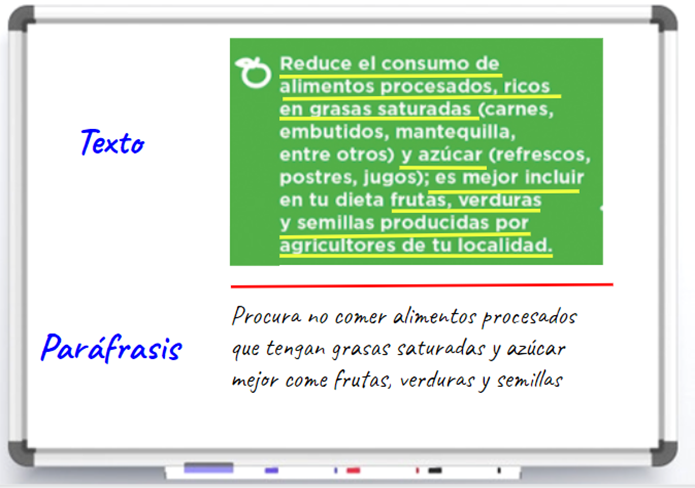 Texto
Reduce el consumo de
alimentos procesados, ricos
en grasas saturadas (carnes,
embutidos, mantequilla,
entre otros) y azúcar (refrescos,
postres, jugos); es mejor incluir
en tu dieta frutas, verduras
y semillas producidas por
agricultores de tu localidad.
Paráfrasis
Procura no comer alimentos procesados
que tengan grasas saturadas y azúcar
mejor come frutas, verduras y semillas